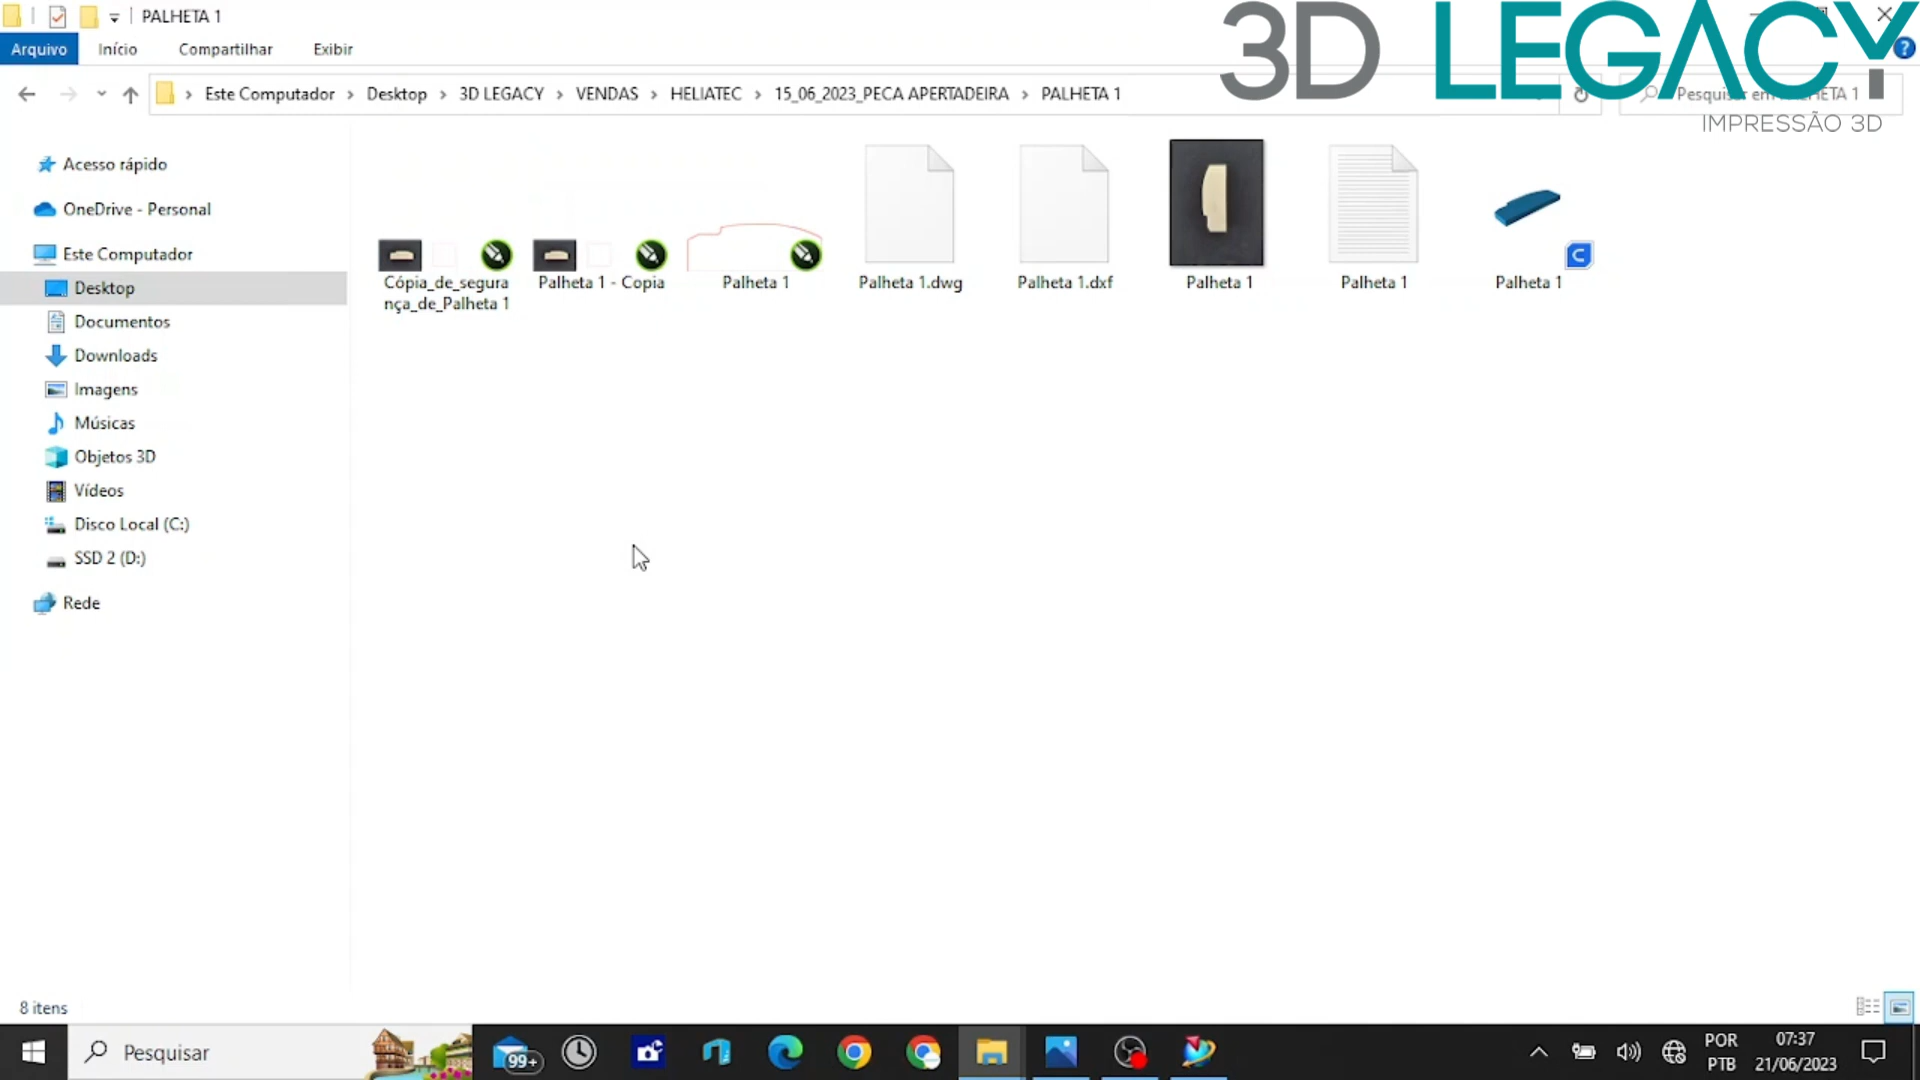 PALHETA 1
3D LEGACY
IMPRESSÃO 3D
Arquivo
Início
Compartilhar
Exibir
?
Este Computador > Desktop > 3D LEGACY > VENDAS > HELIATEC > 15_06_2023_PECA APERTADEIRA > PALHETA 1
Acesso rápido
OneDrive - Personal
Este Computador
Desktop
Documentos
Downloads
Imagens
Músicas
Objetos 3D
Vídeos
Disco Local (C:)
SSD 2 (D:)
Rede
Cópia_de_segura
nça_de_Palheta 1
Palheta 1 - Copia
Palheta 1
Palheta 1.dwg
Palheta 1.dxf
Palheta 1
Palheta 1
C
Palheta 1
8 itens
Pesquisar
99+
POR
PTB
07:37
21/06/2023